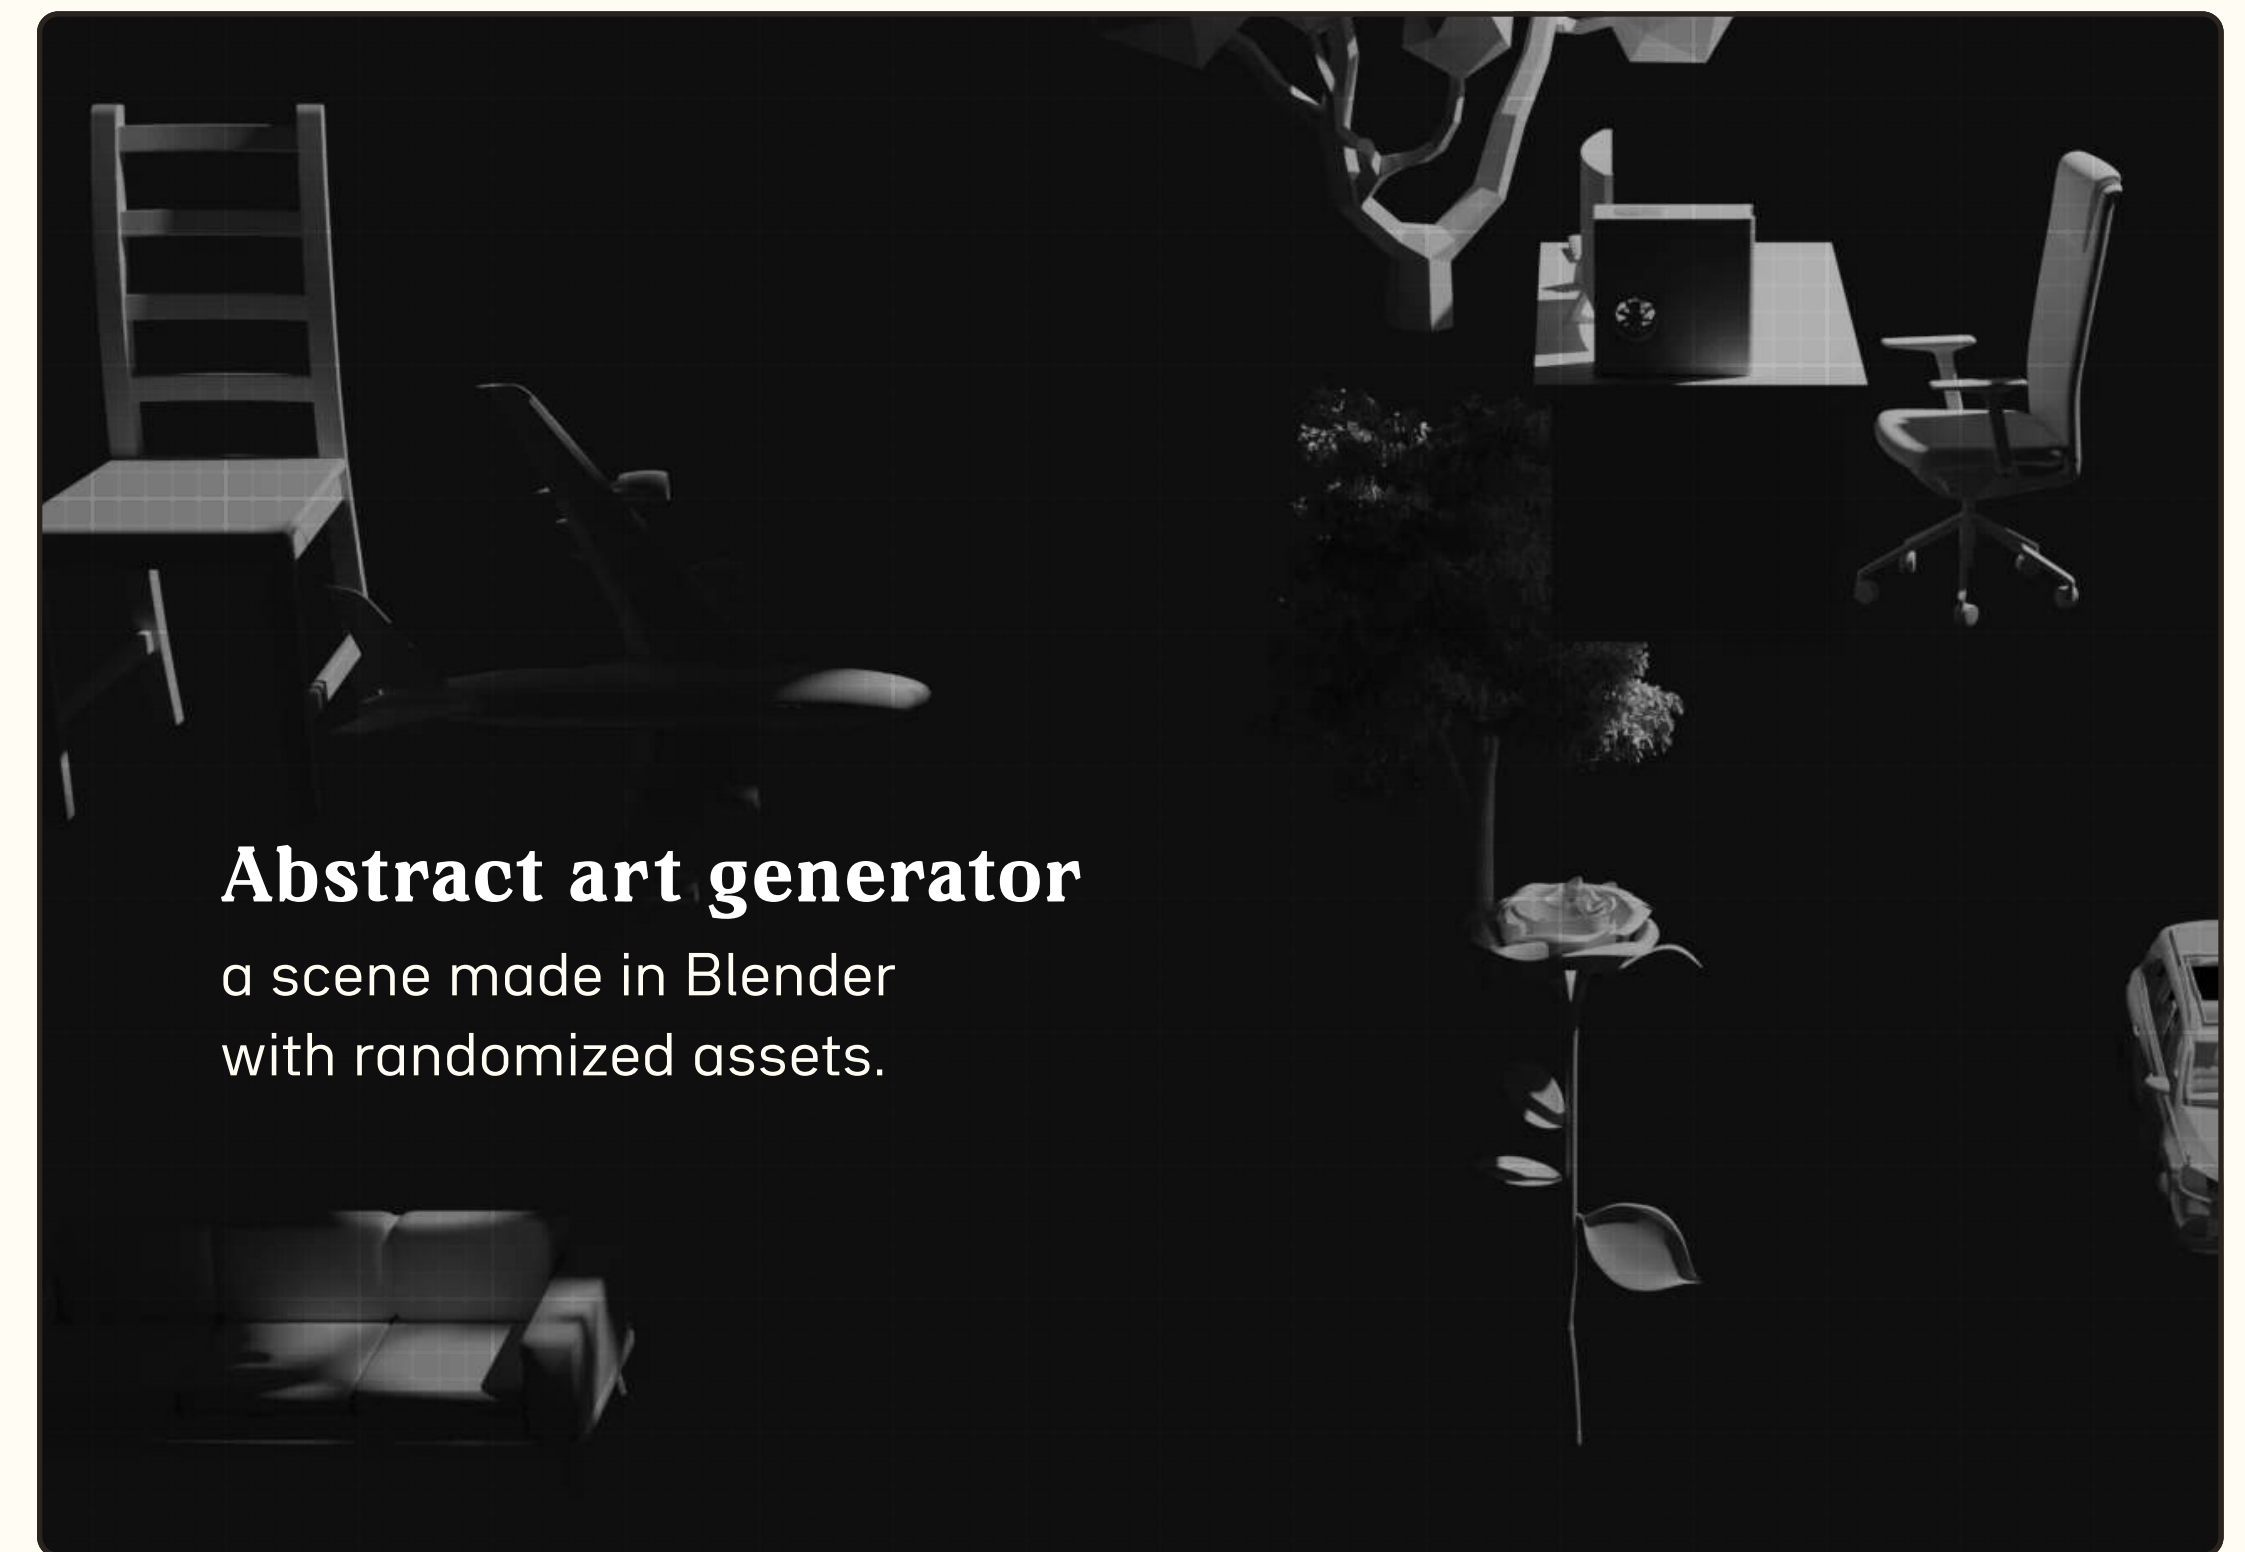 Abstract art generator
a scene made in Blender
with randomized assets.